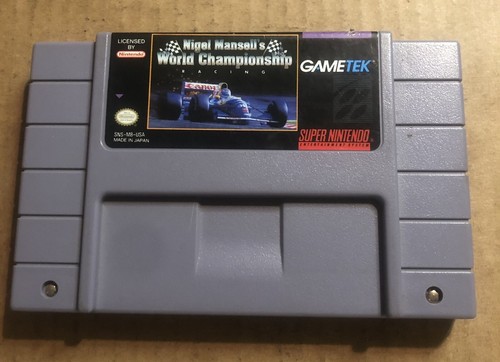 LICENSED
BY
Nintendo
Nigel Mansell's
World Championship
RACING
GAMETEK
Canon
SNS-M8-USA
MADE IN JAPAN
SUPER NINTENDO
ENTERTAINMENT SYSTEM